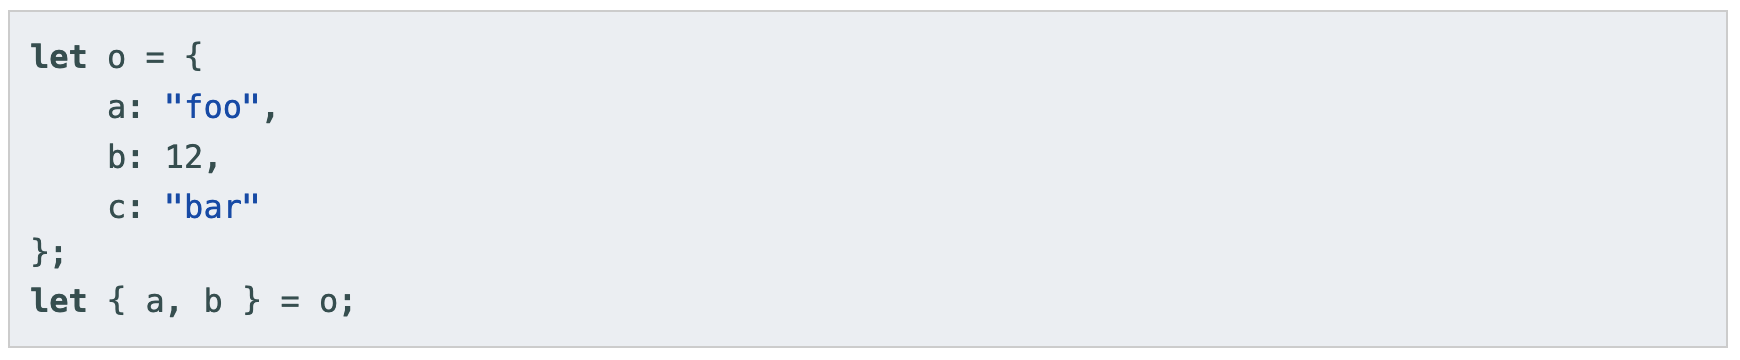 let o = {
    a: "foo",
    b: 12,
    c: "bar"
};
let { a, b } = o;